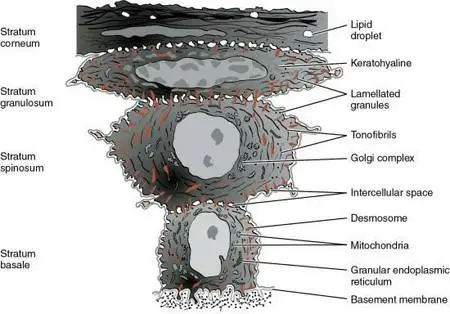 Stratum
corneum
Stratum
granulosum
Stratum
spinosum
Stratum
basale
Lipid
droplet
Keratohyaline
Lamellated
granules
Tonofibrils
Golgi complex
Intercellular space
Desmosome
Mitochondria
Granular endoplasmic
reticulum
Basement membrane